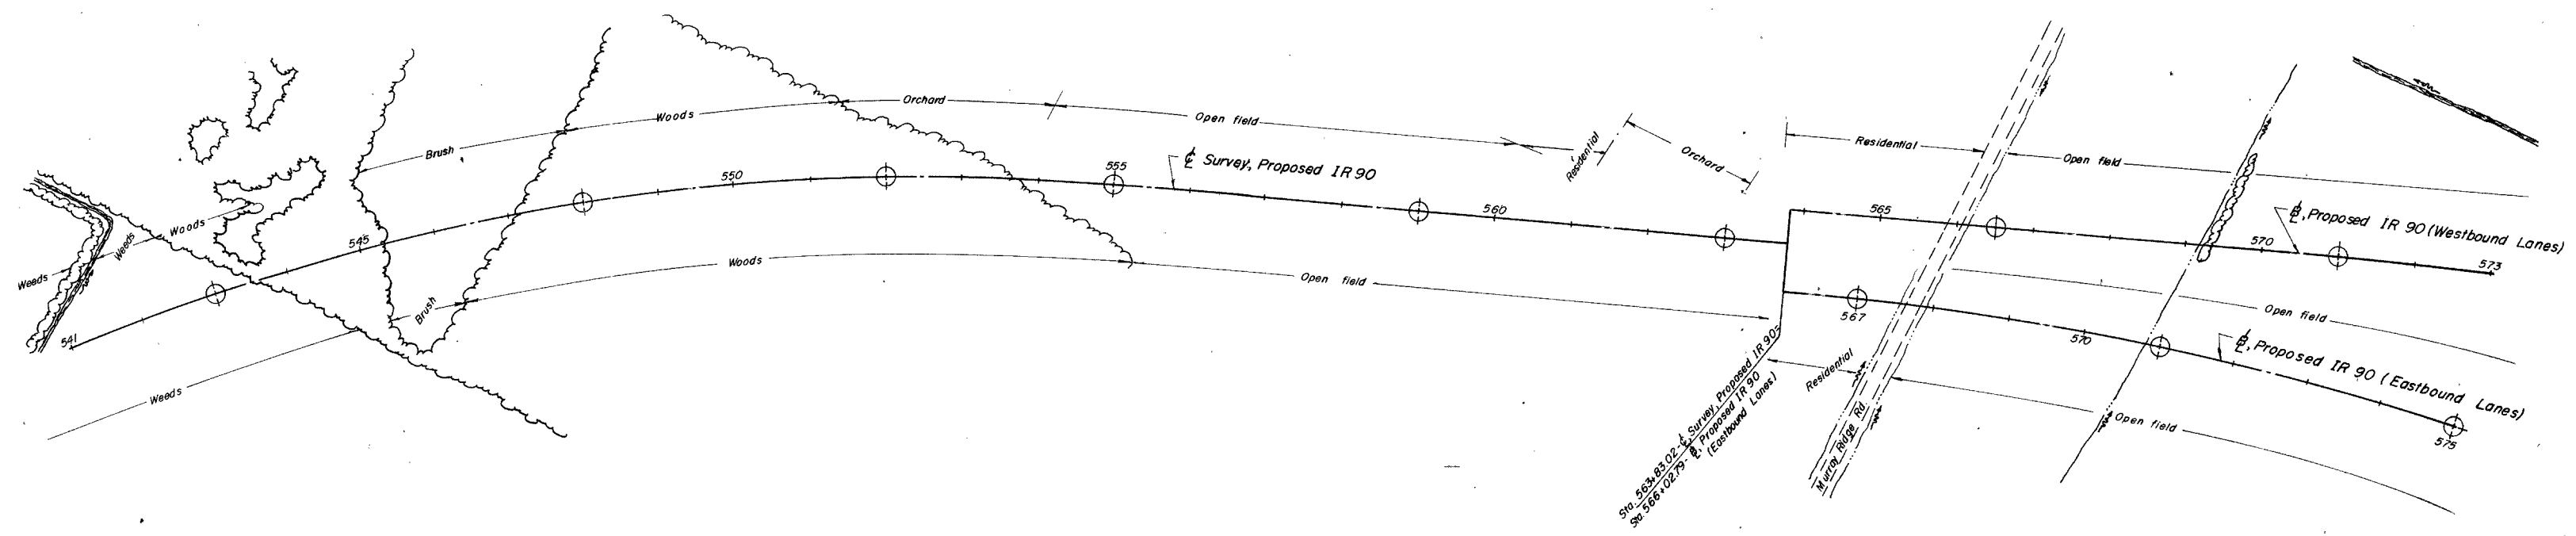 Weeds
Weeds
Woods
Weeds
541
545
Brush
Woods
550
Orchard
Open field
555
℄ Survey, Proposed IR 90
Residential
Orchard
560
Woods
Brush
Open field
Residential
Open field
565
570
℄, Proposed IR 90 (Westbound Lanes)
573
567
570
Open field
℄, Proposed IR 90 (Eastbound Lanes)
575
Open field
Residential
Murray Ridge Rd.
Sta. 563+83.02-℄, Survey, Proposed IR 90=
Sta. 566+02.79-℄, Proposed IR 90
(Eastbound Lanes)